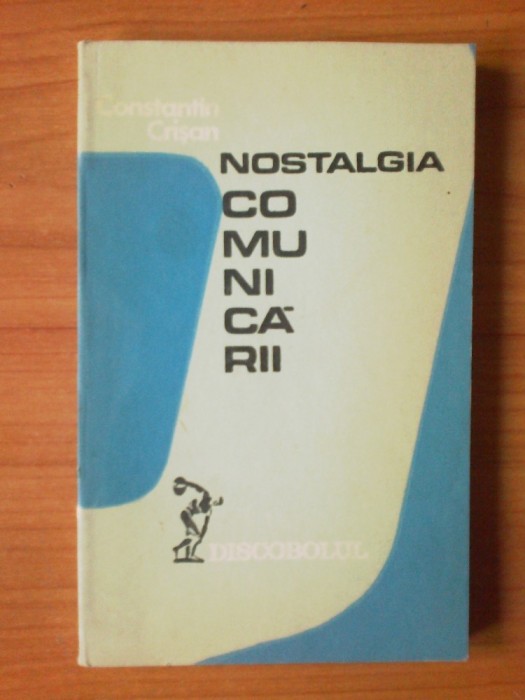 Constantin
Crișan
NOSTALGIA
CO
MU
NI
CĂ
RII
DISCOBOLUL